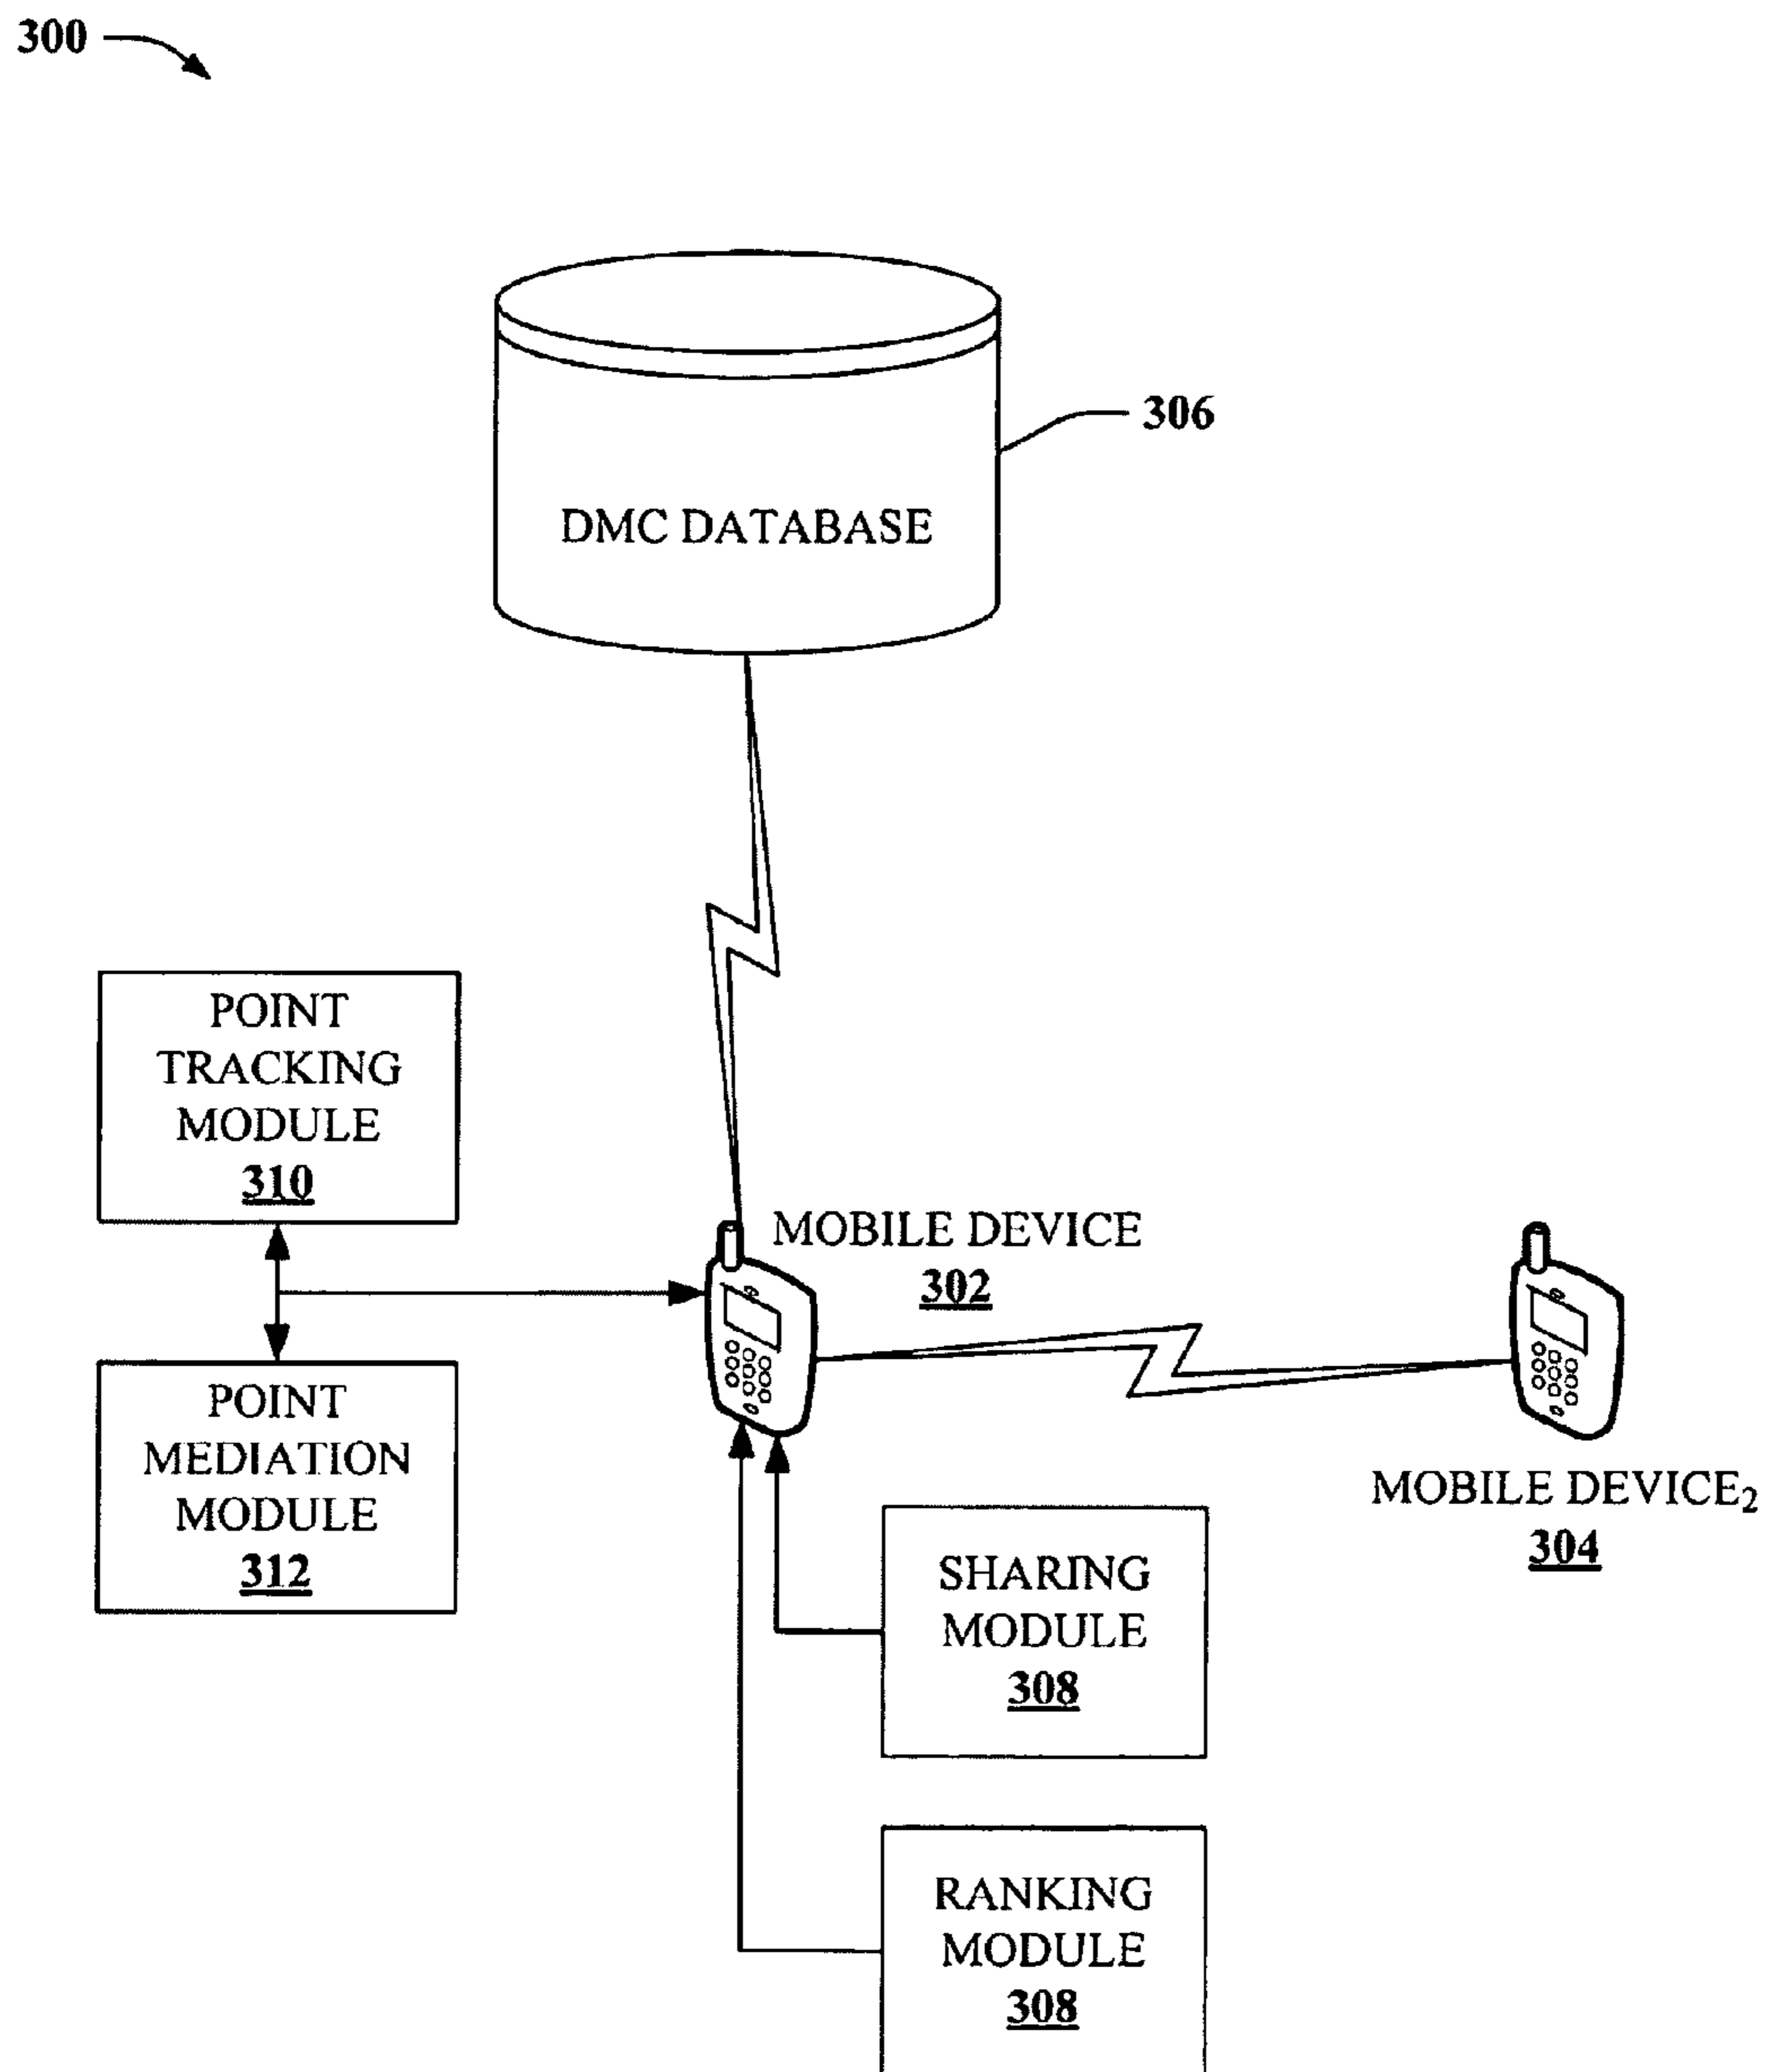 300
306
DMC DATABASE
POINT
TRACKING
MODULE
310
MOBILE DEVICE
302
POINT
MEDIATION
MODULE
312
MOBILE DEVICE₂
304
SHARING
MODULE
308
RANKING
MODULE
308